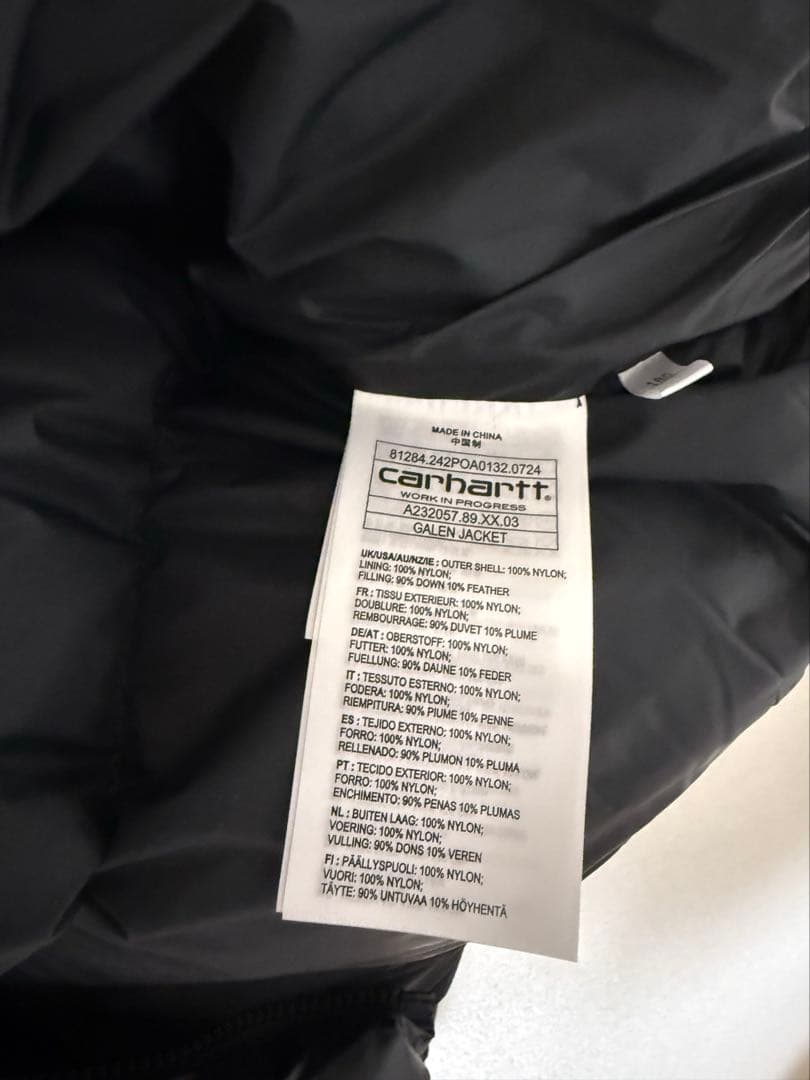 MADE IN CHINA
中国制
81284.242POA0132.0724
carhartt®
WORK IN PROGRESS
A232057.89.XX.03
GALEN JACKET
UK/USA/AU/NZ/IE : OUTER SHELL: 100% NYLON;
LINING: 100% NYLON;
FILLING: 90% DOWN 10% FEATHER
FR : TISSU EXTERIEUR: 100% NYLON;
DOUBLURE: 100% NYLON;
REMBOURRAGE: 90% DUVET 10% PLUME
DE/AT : OBERSTOFF: 100% NYLON;
FUTTER: 100% NYLON;
FUELLUNG: 90% DAUNE 10% FEDER
IT : TESSUTO ESTERNO: 100% NYLON;
FODERA: 100% NYLON;
RIEMPITURA: 90% PIUME 10% PENNE
ES : TEJIDO EXTERNO: 100% NYLON;
FORRO: 100% NYLON;
RELLENADO: 90% PLUMON 10% PLUMA
PT : TECIDO EXTERIOR: 100% NYLON;
FORRO: 100% NYLON;
ENCHIMENTO: 90% PENAS 10% PLUMAS
NL : BUITEN LAAG: 100% NYLON;
VOERING: 100% NYLON;
VULLING: 90% DONS 10% VEREN
FI : PÄÄLLYSPUOLI: 100% NYLON;
VUORI: 100% NYLON;
TÄYTE: 90% UNTUVAA 10% HÖYHENTÄ